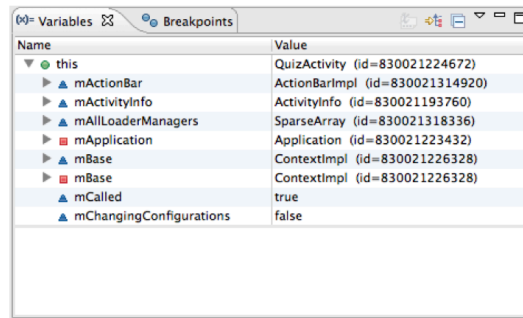 (x)= Variables Breakpoints
Name Value
this QuizActivity (id=830021224672)
mActionBar ActionBarImpl (id=830021314920)
mActivityInfo ActivityInfo (id=830021193760)
mAllLoaderManagers SparseArray (id=830021318336)
mApplication Application (id=830021223432)
mBase ContextImpl (id=830021226328)
mBase ContextImpl (id=830021226328)
mCalled true
mChangingConfigurations false